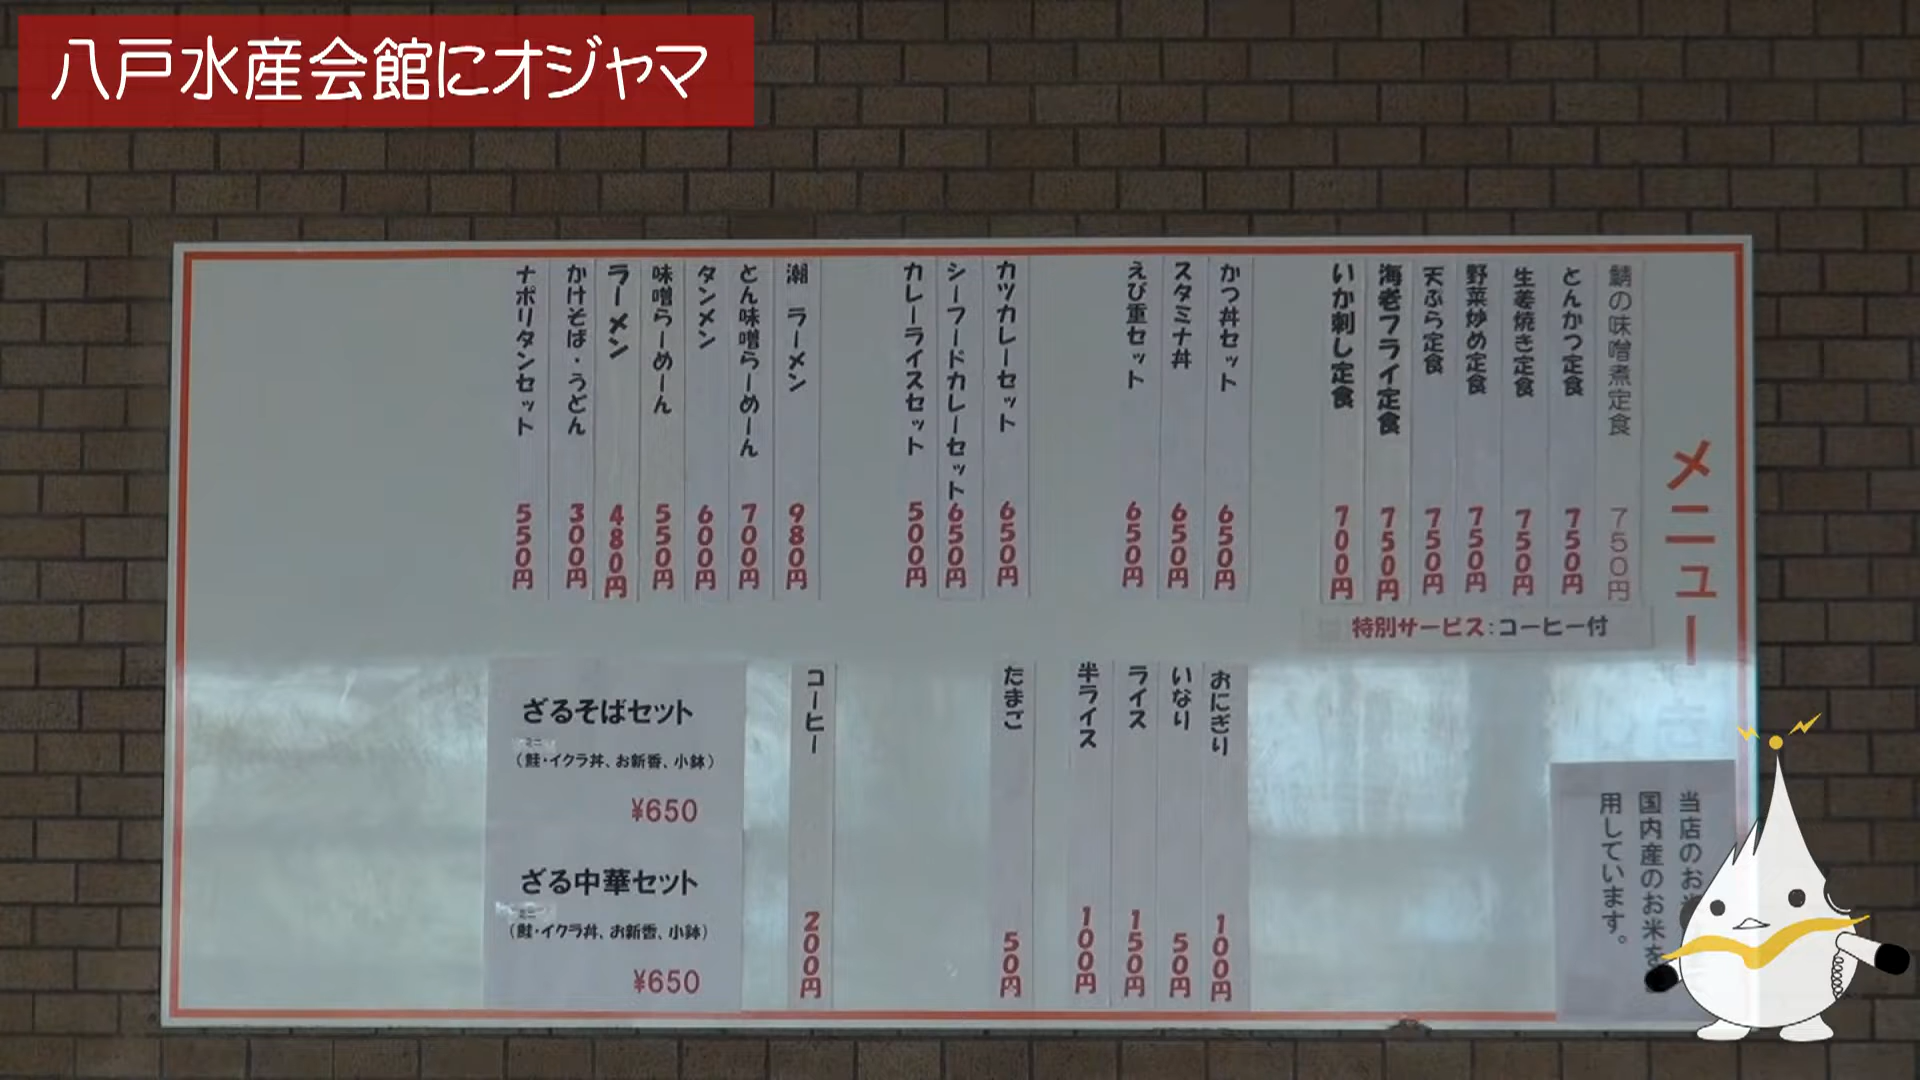 八戸水産会館にオジャマ
メニュー
鯖の味噌煮定食 750円
とんかつ定食 750円
生姜焼き定食 750円
野菜炒め定食 750円
天ぷら定食 750円
海老フライ定食 750円
いか刺し定食 700円
特別サービス:コーヒー付
かつ丼セット 650円
スタミナ丼 650円
えび重セット 650円
カツカレーセット 650円
シーフードカレーセット 650円
カレーライスセット 500円
潮 ラーメン 980円
とん味噌らーめーん 700円
タンメン 600円
味噌らーめーん 550円
ラーメン 480円
かけそば・うどん 300円
ナポリタンセット 550円
おにぎり 100円
いなり 50円
ライス 150円
半ライス 100円
たまご 50円
コーヒー 200円
ざるそばセット
ミニ
(鮭・イクラ丼、お新香、小鉢)
¥650
ざる中華セット
ミニ
(鮭・イクラ丼、お新香、小鉢)
¥650
当店のお
国内産のお米を
用しています。